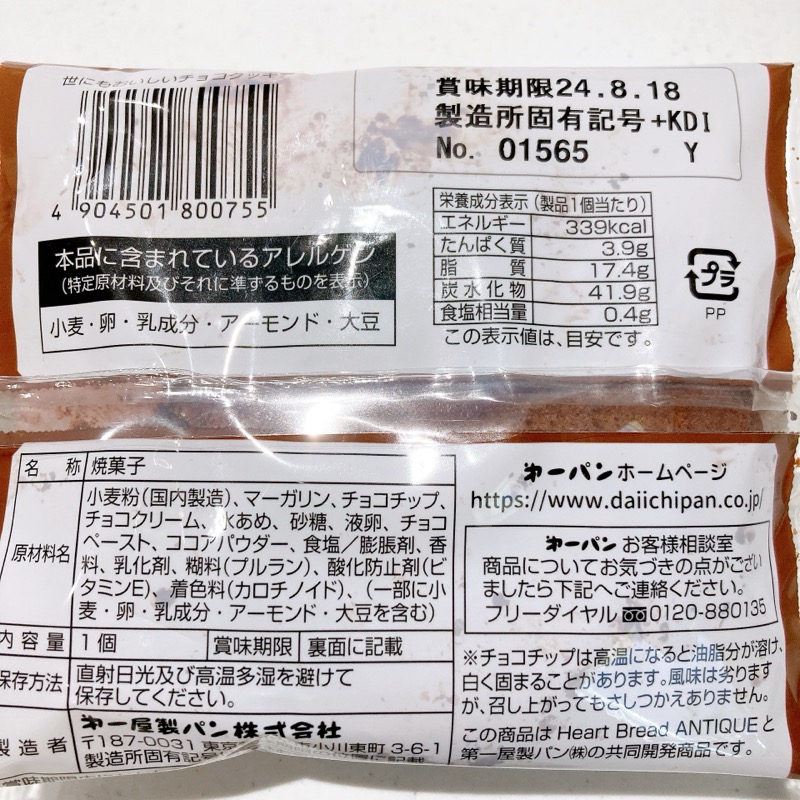 世にもおいしいチョコクッキー
賞味期限24.8.18
製造所固有記号+KDI
No. 01565 Y
4 904501 800755
本品に含まれているアレルゲン
(特定原材料及びそれに準ずるものを表示)
小麦・卵・乳成分・アーモンド・大豆
栄養成分表示(製品1個当たり)
エネルギー 339kcal
たんぱく質 3.9g
脂質 17.4g
炭水化物 41.9g
食塩相当量 0.4g
この表示値は、目安です。
プラ
PP
名称 焼菓子
原材料名
小麦粉(国内製造)、マーガリン、チョコチップ、
チョコクリーム、水あめ、砂糖、液卵、チョコ
ペースト、ココアパウダー、食塩/膨脹剤、香
料、乳化剤、糊料(プルラン)、酸化防止剤(ビ
タミンE)、着色料(カロチノイド)、(一部に小
麦・卵・乳成分・アーモンド・大豆を含む)
内容量 1個 賞味期限 裏面に記載
保存方法 直射日光及び高温多湿を避けて
保存してください。
製造者 第一屋製パン株式会社
〒187-0031 東京 小川東町 3-6-1
製造所固有記号 に記載
第一パン ホームページ
https://www.daiichipan.co.jp/
第一パン お客様相談室
商品についてお気づきの点がござい
ましたら下記へご連絡ください。
フリーダイヤル 0120-880135
※チョコチップは高温になると油脂分が溶け、
白く固まることがあります。風味は劣ります
が、召し上がってもさしつかえありません。
この商品は Heart Bread ANTIQUE と
第一屋製パン(株)の共同開発商品です。